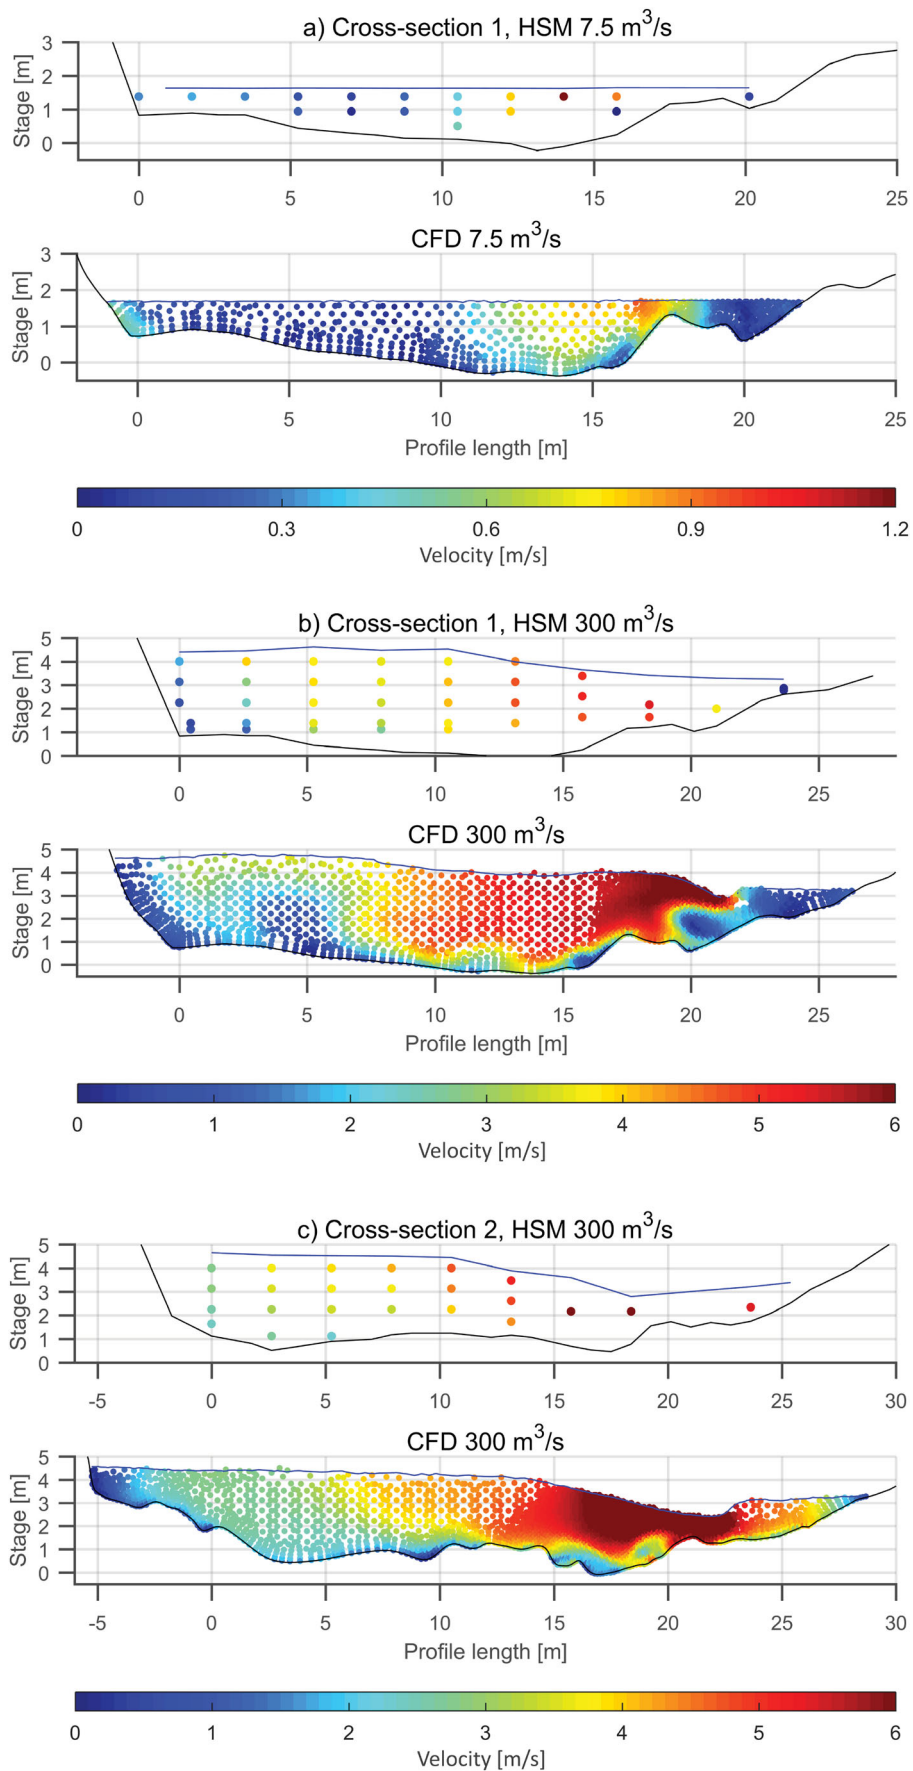 a) Cross-section 1, HSM 7.5 m³/s
Stage [m]
3
2
1
0
0 5 10 15 20 25
CFD 7.5 m³/s
Stage [m]
3
2
1
0
0 5 10 15 20 25
Profile length [m]
0 0.3 0.6 0.9 1.2
Velocity [m/s]
b) Cross-section 1, HSM 300 m³/s
Stage [m]
5
4
3
2
1
0
0 5 10 15 20 25
CFD 300 m³/s
Stage [m]
5
4
3
2
1
0
0 5 10 15 20 25
Profile length [m]
0 1 2 3 4 5 6
Velocity [m/s]
c) Cross-section 2, HSM 300 m³/s
Stage [m]
5
4
3
2
1
0
-5 0 5 10 15 20 25 30
CFD 300 m³/s
Stage [m]
5
4
3
2
1
0
-5 0 5 10 15 20 25 30
Profile length [m]
0 1 2 3 4 5 6
Velocity [m/s]